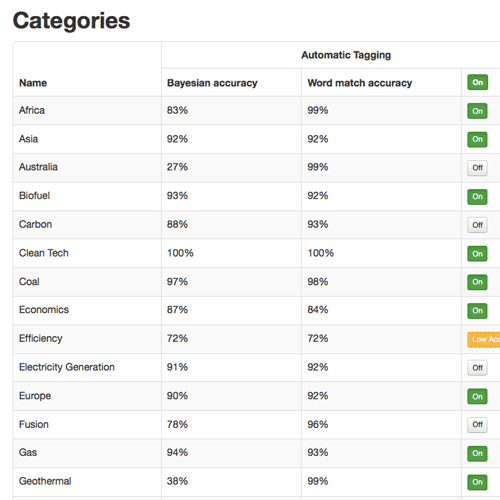 Categories
Automatic Tagging
Name Bayesian accuracy Word match accuracy On
Africa 83% 99% On
Asia 92% 92% On
Australia 27% 99% Off
Biofuel 93% 92% On
Carbon 88% 93% Off
Clean Tech 100% 100% On
Coal 97% 98% On
Economics 87% 84% On
Efficiency 72% 72% Low
Electricity Generation 91% 92% Off
Europe 90% 92% On
Fusion 78% 96% Off
Gas 94% 93% On
Geothermal 38% 99% On